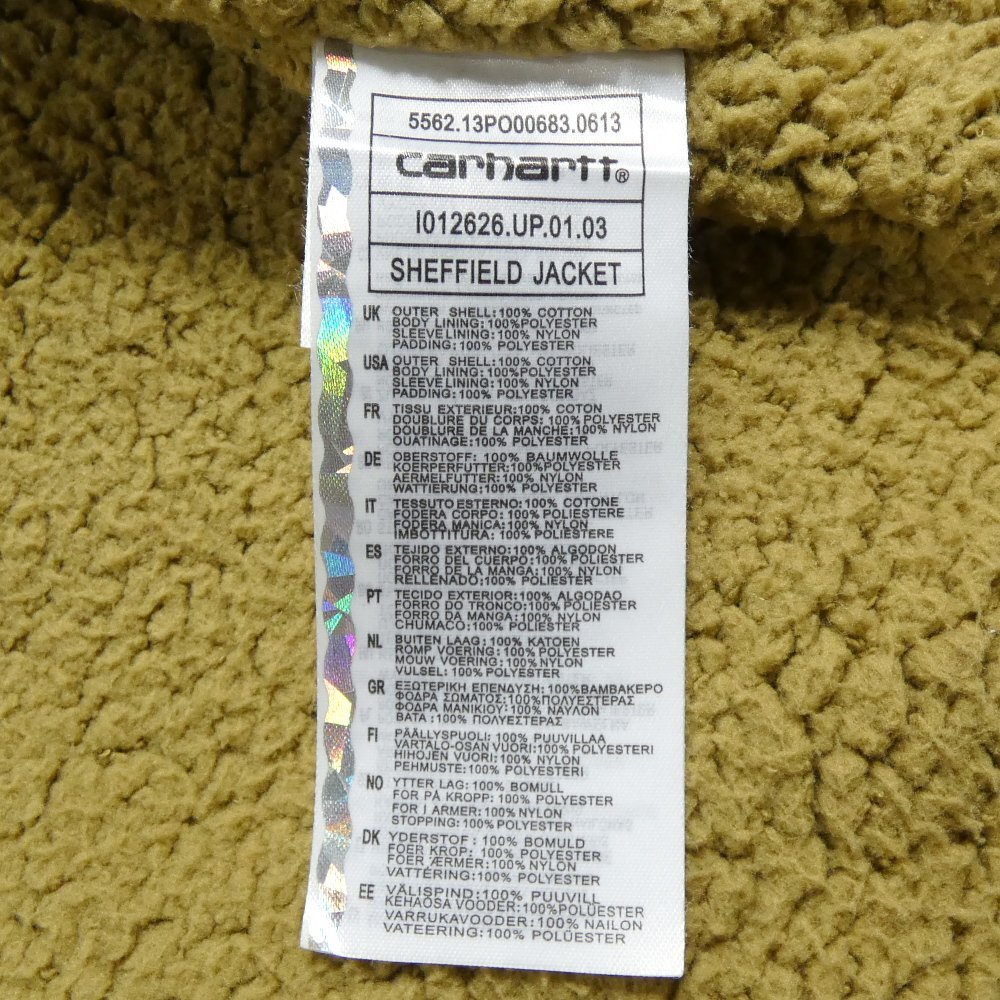 5562.13PO00683.0613
carhartt®
I012626.UP.01.03
SHEFFIELD JACKET
UK OUTER SHELL:100% COTTON
BODY LINING:100%POLYESTER
SLEEVELINING:100% NYLON
PADDING:100% POLYESTER
USA OUTER SHELL:100% COTTON
BODY LINING:100%POLYESTER
SLEEVELINING:100% NYLON
PADDING:100% POLYESTER
FR TISSU EXTERIEUR:100% COTON
DOUBLURE DU CORPS:100% POLYESTER
DOUBLURE DE LA MANCHE:100% NYLON
OUATINAGE:100% POLYESTER
DE OBERSTOFF: 100% BAUMWOLLE
KOERPERFUTTER:100%POLYESTER
AERMELFUTTER:100% NYLON
WATTIERUNG:100% POLYESTER
IT TESSUTO ESTERNO:100% COTONE
FODERA CORPO:100% POLIESTERE
FODERA MANICA:100% NYLON
IMBOTTITURA: 100% POLIESTERE
ES TEJIDO EXTERNO:100% ALGODON
FORRO DEL CUERPO:100% POLIESTER
FORRO DE LA MANGA:100% NYLON
RELLENADO:100% POLIESTER
PT TECIDO EXTERIOR:100% ALGODAO
FORRO DO TRONCO:100% POLIESTER
FORRO DA MANGA:100% NYLON
CHUMACO:100% POLIESTER
NL BUITEN LAAG:100% KATOEN
ROMP VOERING:100% POLYESTER
MOUW VOERING:100% NYLON
VULSEL:100% POLYESTER
GR ΕΞΩΤΕΡΙΚΗ ΕΠΕΝΔΥΣΗ:100%ΒΑΜΒΑΚΕΡΟ
ΦΟΔΡΑ ΣΩΜΑΤΟΣ:100%ΠΟΛΥΕΣΤΕΡΑΣ
ΦΟΔΡΑ ΜΑΝΙΚΙΟΥ:100% ΝΑΥΛΟΝ
ΒΑΤΑ :100% ΠΟΛΥΕΣΤΕΡΑΣ
FI PÄÄLLYSPUOLI: 100% PUUVILLAA
VARTALO-OSAN VUORI:100% POLYESTERI
HIHOJEN VUORI:100% NYLON
PEHMUSTE:100% POLYESTERI
NO YTTER LAG:100% BOMULL
FOR PÅ KROPP:100% POLYESTER
FOR I ARMER:100% NYLON
STOPPING:100% POLYESTER
DK YDERSTOF :100% BOMULD
FOER KROP: 100% POLYESTER
FOER ÆRMER:100% NYLON
VATTERING:100% POLYESTER
EE VÄLISPIND:100% PUUVILL
KEHAOSA VOODER:100%POLÜESTER
VARRUKAVOODER:100% NAILON
VATEERING:100% POLÜESTER